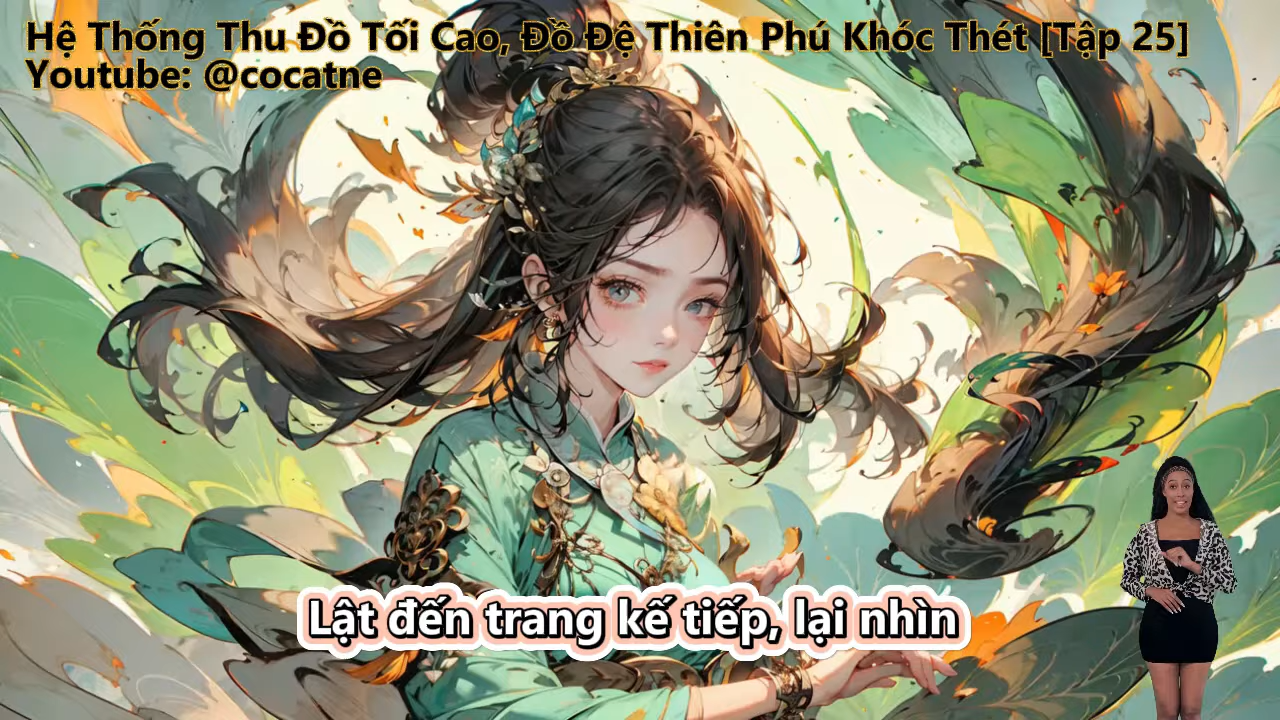 Hệ Thống Thu Đồ Tối Cao, Đồ Đệ Thiên Phú Khóc Thét [Tập 25]
Youtube: @cocatne
Lật đến trang kế tiếp, lại nhìn